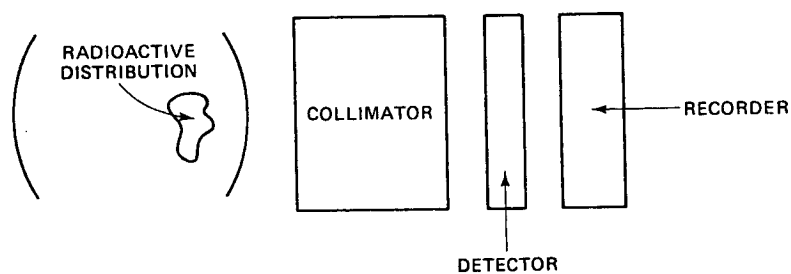 RADIOACTIVE
DISTRIBUTION
COLLIMATOR
RECORDER
DETECTOR